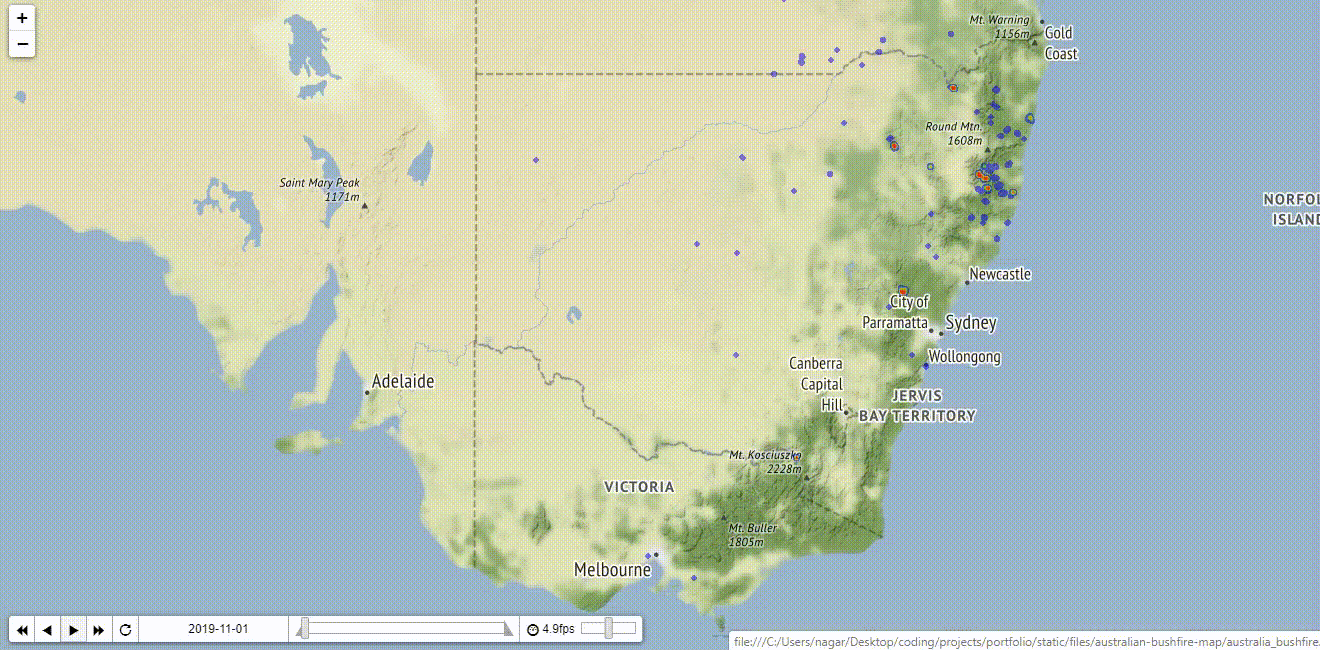 +
−
Mt. Warning
1156m
Gold
Coast
Round Mtn.
1608m
Saint Mary Peak
1171m
NORFOL
ISLAND
Newcastle
City of
Parramatta
Sydney
Wollongong
Canberra
Capital
Hill
JERVIS
BAY TERRITORY
Adelaide
Mt. Kosciuszko
2228m
VICTORIA
Mt. Buller
1805m
Melbourne
2019-11-01
4.9fps
file:///C:/Users/nagar/Desktop/coding/projects/portfolio/static/files/australian-bushfire-map/australia_bushfire.